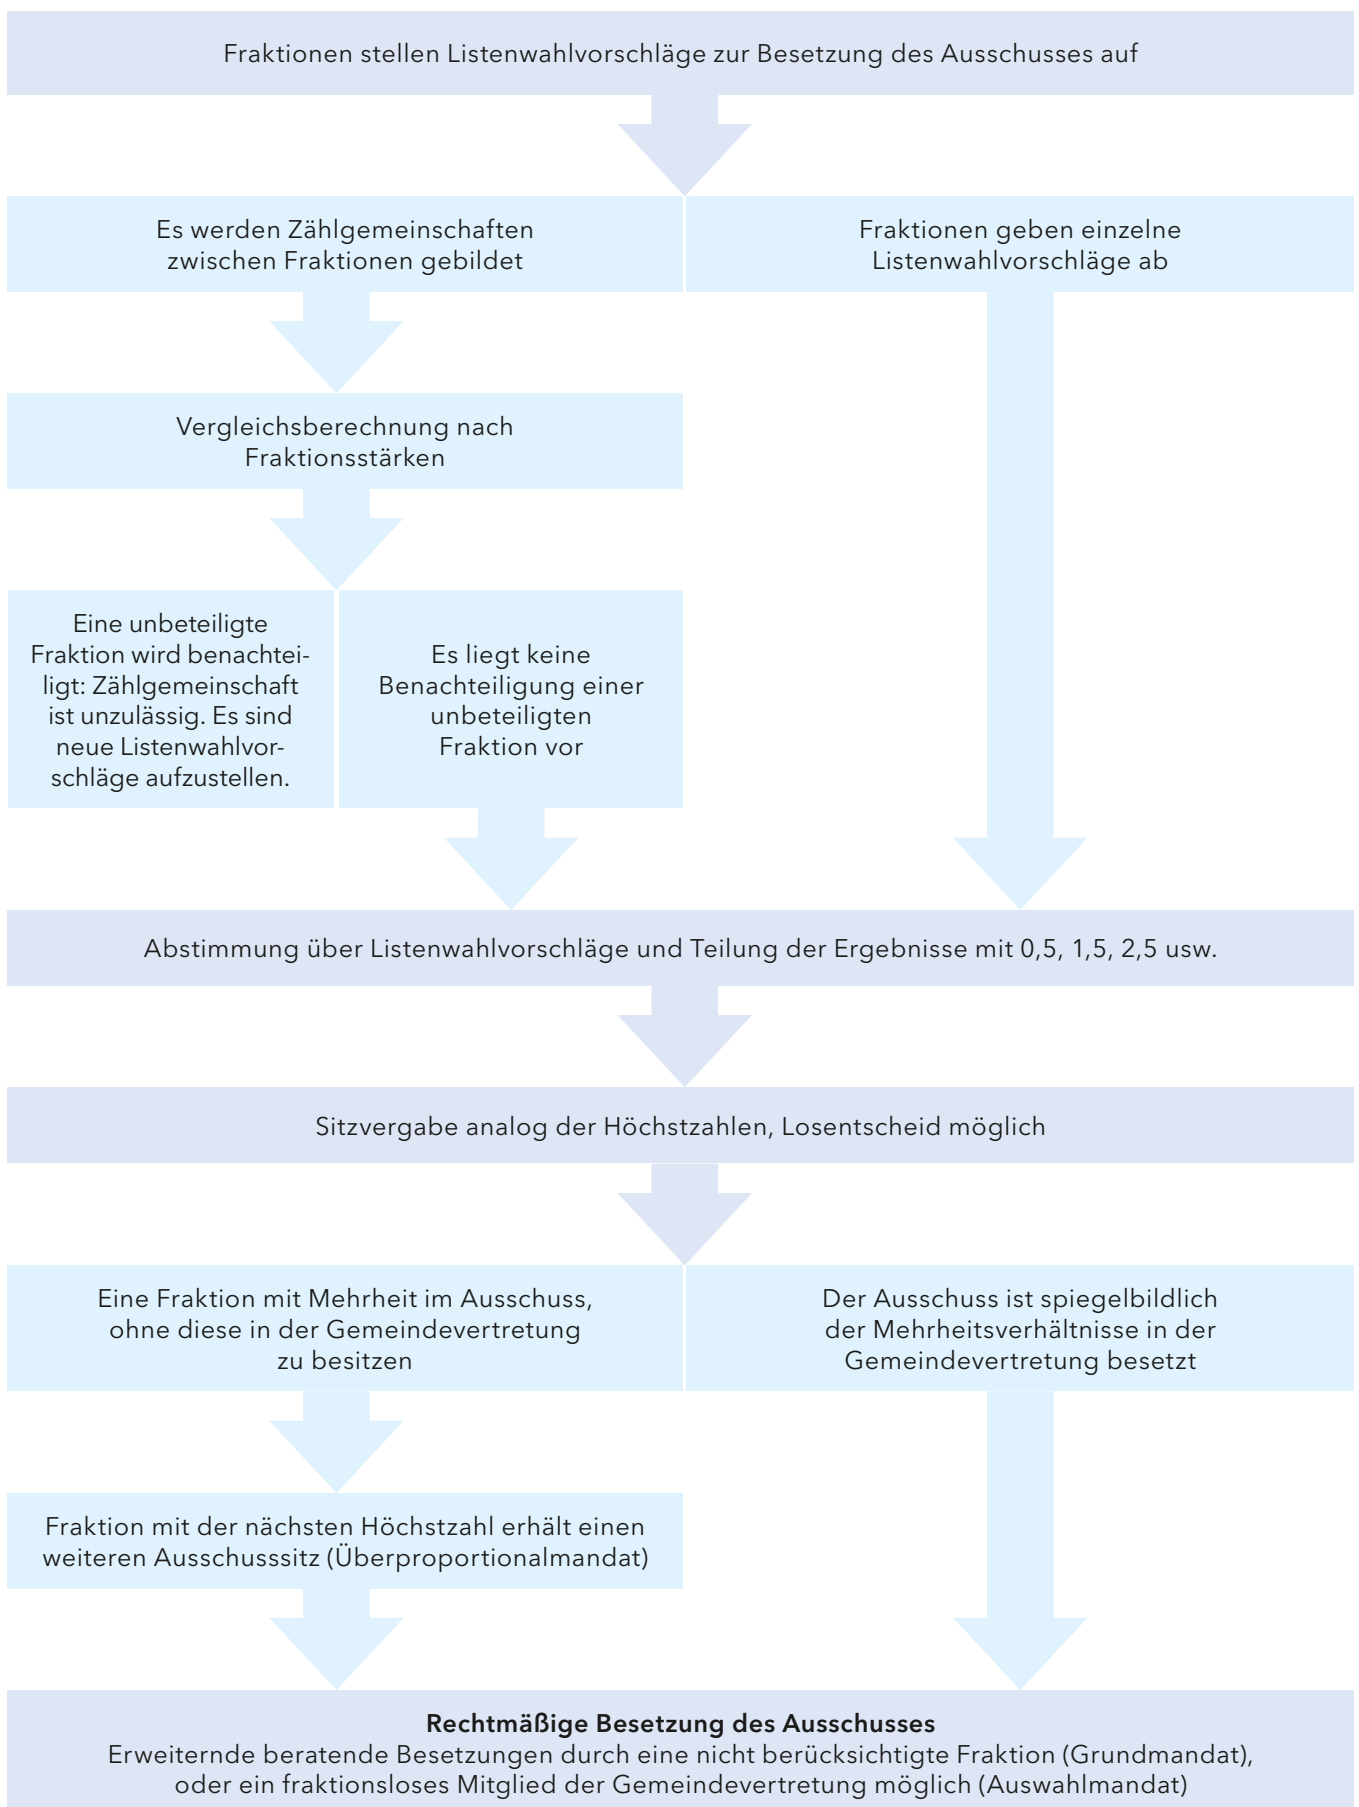 Fraktionen stellen Listenwahlvorschläge zur Besetzung des Ausschusses auf
Es werden Zählgemeinschaften
zwischen Fraktionen gebildet
Fraktionen geben einzelne
Listenwahlvorschläge ab
Vergleichsberechnung nach
Fraktionsstärken
Eine unbeteiligte
Fraktion wird benachtei-
ligt: Zählgemeinschaft
ist unzulässig. Es sind
neue Listenwahlvor-
schläge aufzustellen.
Es liegt keine
Benachteiligung einer
unbeteiligten
Fraktion vor
Abstimmung über Listenwahlvorschläge und Teilung der Ergebnisse mit 0,5, 1,5, 2,5 usw.
Sitzvergabe analog der Höchstzahlen, Losentscheid möglich
Eine Fraktion mit Mehrheit im Ausschuss,
ohne diese in der Gemeindevertretung
zu besitzen
Der Ausschuss ist spiegelbildlich
der Mehrheitsverhältnisse in der
Gemeindevertretung besetzt
Fraktion mit der nächsten Höchstzahl erhält einen
weiteren Ausschusssitz (Überproportionalmandat)
Rechtmäßige Besetzung des Ausschusses
Erweiternde beratende Besetzungen durch eine nicht berücksichtigte Fraktion (Grundmandat),
oder ein fraktionsloses Mitglied der Gemeindevertretung möglich (Auswahlmandat)